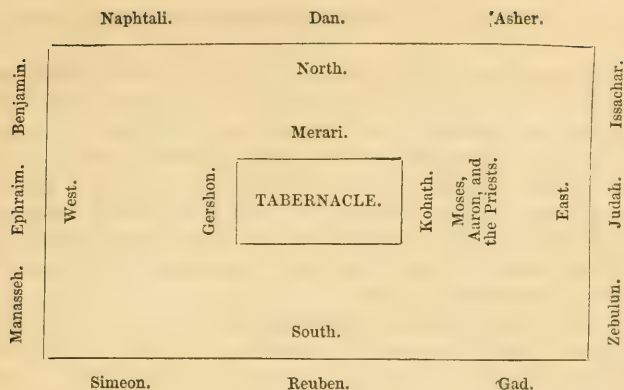 Naphtali. Dan. Asher.
Benjamin.
Ephraim.
Manasseh.
North.
Merari.
West.
Gershon.
TABERNACLE.
Kohath.
Moses,
Aaron, and
the Priests.
East.
Issachar.
Judah.
Zebulun.
South.
Simeon. Reuben. Gad.